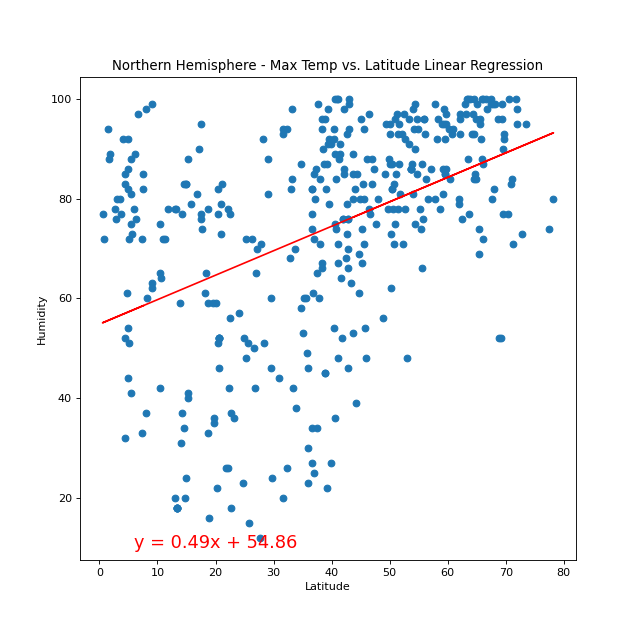 Northern Hemisphere - Max Temp vs. Latitude Linear Regression
100
80
60
40
20
Humidity
y = 0.49x + 54.86
0 10 20 30 40 50 60 70 80
Latitude